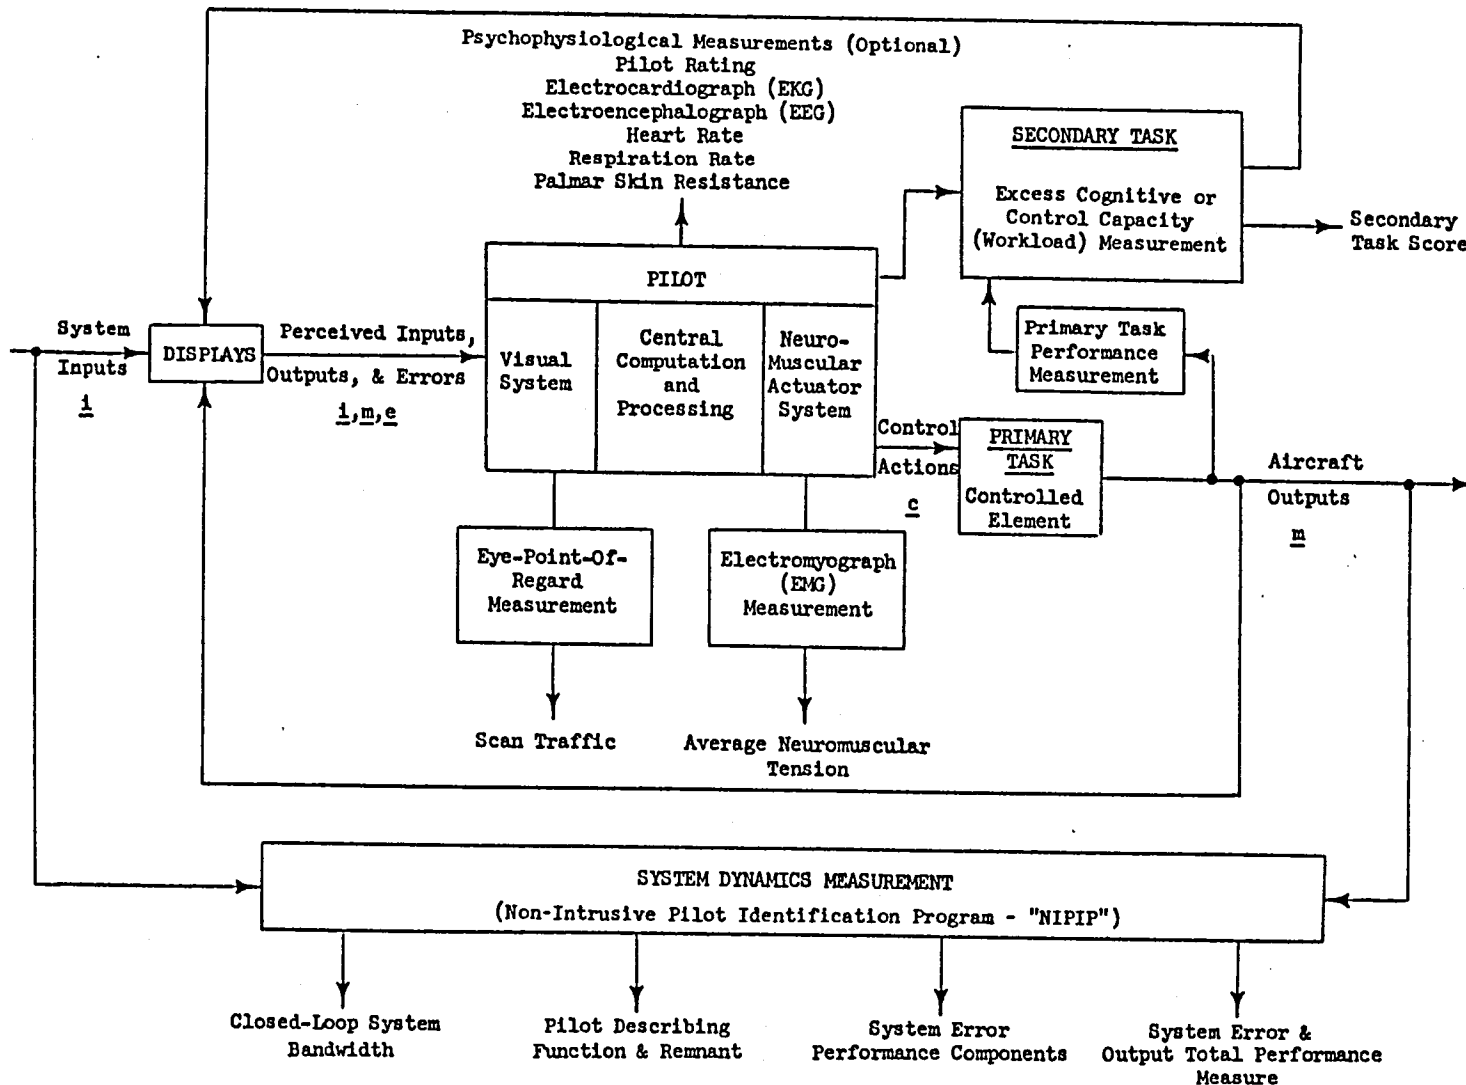 Psychophysiological Measurements (Optional)
Pilot Rating
Electrocardiograph (EKG)
Electroencephalograph (EEG)
Heart Rate
Respiration Rate
Palmar Skin Resistance
SECONDARY TASK
Excess Cognitive or
Control Capacity
(Workload) Measurement
Secondary
Task Score
System
Inputs
i
DISPLAYS
Perceived Inputs,
Outputs, & Errors
i,m,e
PILOT
Visual
System
Central
Computation
and
Processing
Neuro-
Muscular
Actuator
System
Primary Task
Performance
Measurement
Control
Actions
c
PRIMARY
TASK
Controlled
Element
Aircraft
Outputs
m
Eye-Point-Of-
Regard
Measurement
Electromyograph
(EMG)
Measurement
Scan Traffic
Average Neuromuscular
Tension
SYSTEM DYNAMICS MEASUREMENT
(Non-Intrusive Pilot Identification Program - "NIPIP")
Closed-Loop System
Bandwidth
Pilot Describing
Function & Remnant
System Error
Performance Components
System Error &
Output Total Performance
Measure